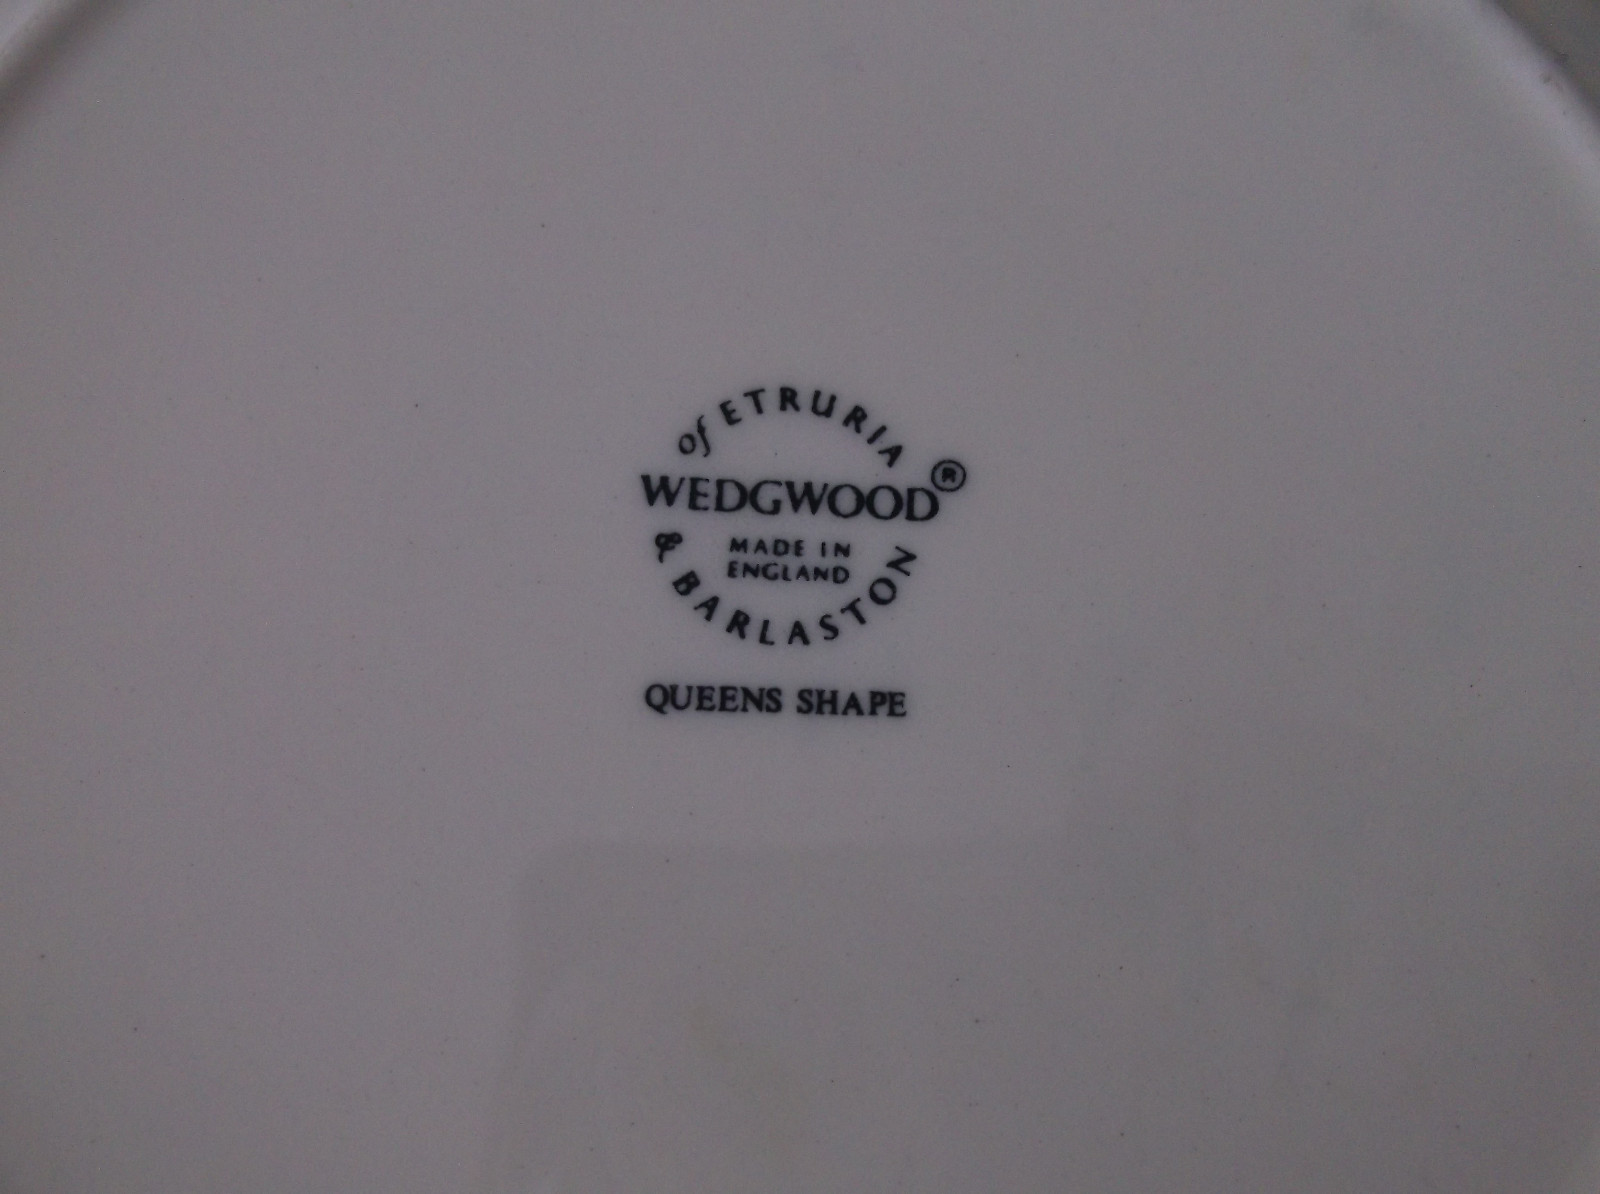 of ETRURIA
WEDGWOOD®
MADE IN
ENGLAND
& BARLASTON
QUEENS SHAPE